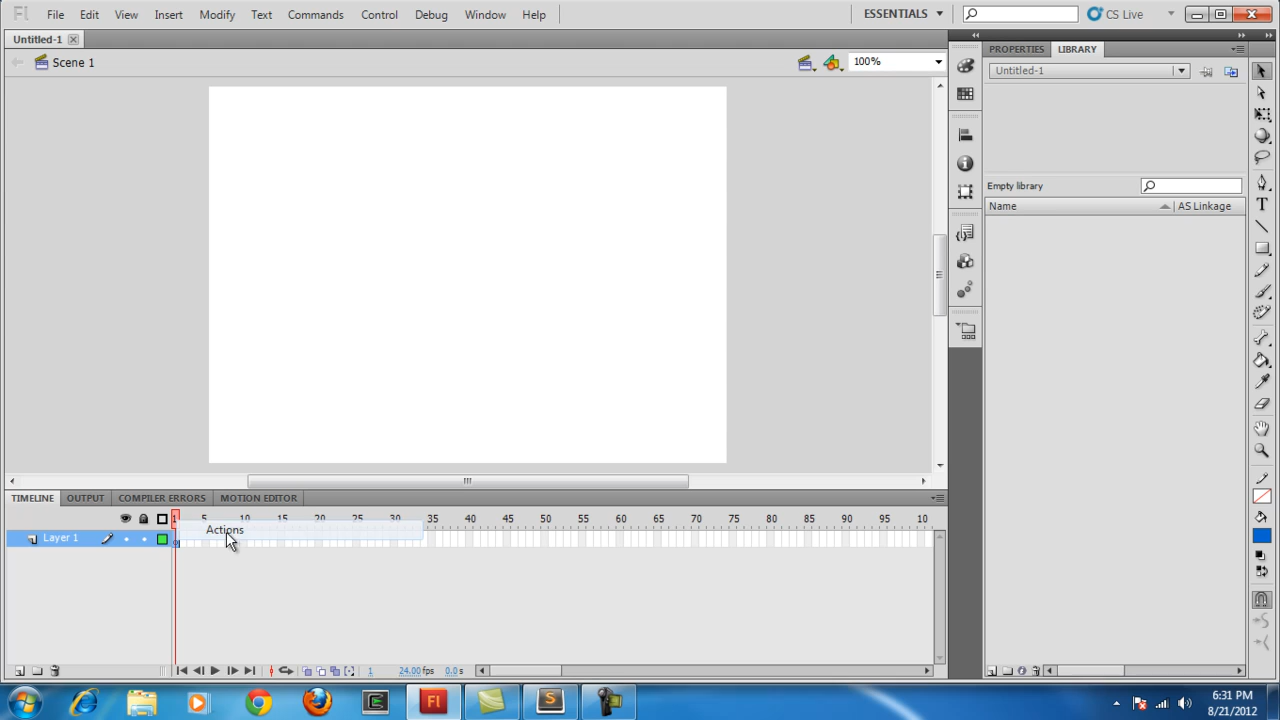 Fl File Edit View Insert Modify Text Commands Control Debug Window Help ESSENTIALS CS Live
Untitled-1
Scene 1 100%
PROPERTIES LIBRARY
Untitled-1
Empty library
Name AS Linkage
TIMELINE OUTPUT COMPILER ERRORS MOTION EDITOR
1 5 10 15 20 25 30 35 40 45 50 55 60 65 70 75 80 85 90 95 10
Actions
Layer 1
1 24.00 fps 0.0 s
Fl S
6:31 PM
8/21/2012